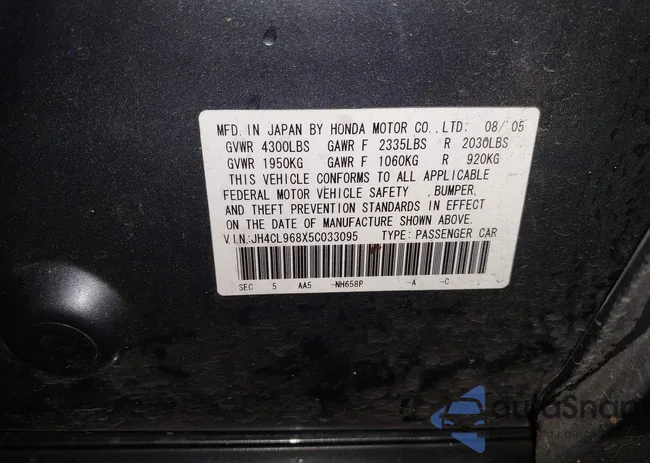 MFD. IN JAPAN BY HONDA MOTOR CO., LTD: 08/'05
GVWR 4300LBS GAWR F 2335LBS R 2030LBS
GVWR 1950KG GAWR F 1060KG R 920KG
THIS VEHICLE CONFORMS TO ALL APPLICABLE
FEDERAL MOTOR VEHICLE SAFETY , BUMPER,
AND THEFT PREVENTION STANDARDS IN EFFECT
ON THE DATE OF MANUFACTURE SHOWN ABOVE.
V.I.N:JH4CL968X5C033095 TYPE: PASSENGER CAR
SEC 5 AA5 -NH658P -A -C